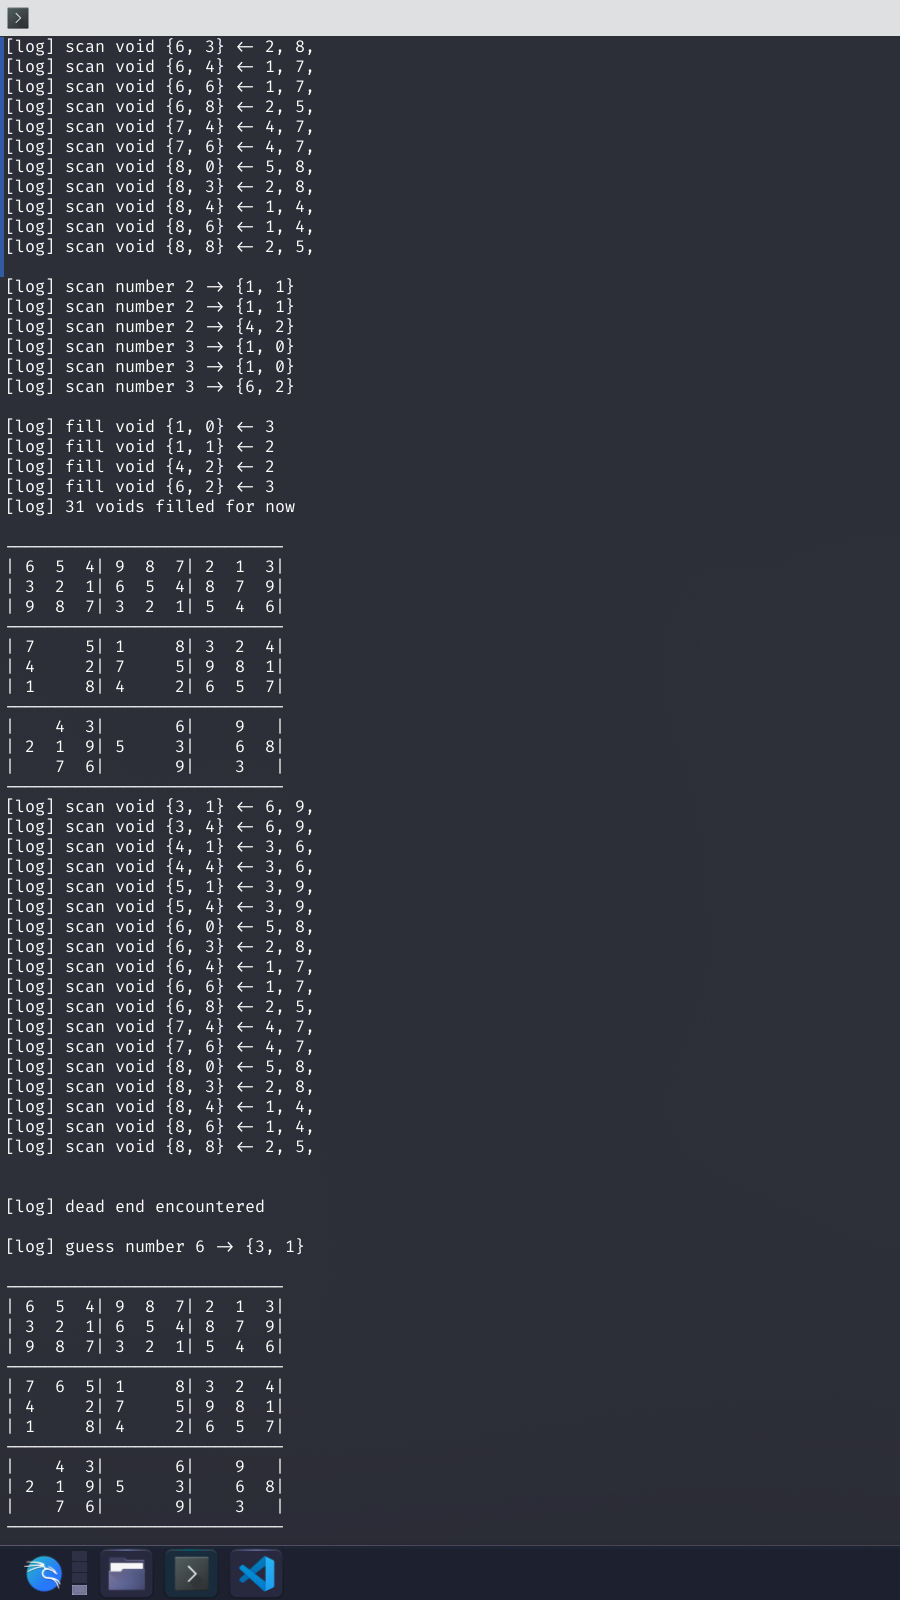 [log] scan void {6, 3} ← 2, 8,
[log] scan void {6, 4} ← 1, 7,
[log] scan void {6, 6} ← 1, 7,
[log] scan void {6, 8} ← 2, 5,
[log] scan void {7, 4} ← 4, 7,
[log] scan void {7, 6} ← 4, 7,
[log] scan void {8, 0} ← 5, 8,
[log] scan void {8, 3} ← 2, 8,
[log] scan void {8, 4} ← 1, 4,
[log] scan void {8, 6} ← 1, 4,
[log] scan void {8, 8} ← 2, 5,
[log] scan number 2 → {1, 1}
[log] scan number 2 → {1, 1}
[log] scan number 2 → {4, 2}
[log] scan number 3 → {1, 0}
[log] scan number 3 → {1, 0}
[log] scan number 3 → {6, 2}
[log] fill void {1, 0} ← 3
[log] fill void {1, 1} ← 2
[log] fill void {4, 2} ← 2
[log] fill void {6, 2} ← 3
[log] 31 voids filled for now
| 6  5  4| 9  8  7| 2  1  3|
| 3  2  1| 6  5  4| 8  7  9|
| 9  8  7| 3  2  1| 5  4  6|
| 7     5| 1     8| 3  2  4|
| 4     2| 7     5| 9  8  1|
| 1     8| 4     2| 6  5  7|
|    4  3|       6|    9   |
| 2  1  9| 5     3|    6  8|
|    7  6|       9|    3   |
[log] scan void {3, 1} ← 6, 9,
[log] scan void {3, 4} ← 6, 9,
[log] scan void {4, 1} ← 3, 6,
[log] scan void {4, 4} ← 3, 6,
[log] scan void {5, 1} ← 3, 9,
[log] scan void {5, 4} ← 3, 9,
[log] scan void {6, 0} ← 5, 8,
[log] scan void {6, 3} ← 2, 8,
[log] scan void {6, 4} ← 1, 7,
[log] scan void {6, 6} ← 1, 7,
[log] scan void {6, 8} ← 2, 5,
[log] scan void {7, 4} ← 4, 7,
[log] scan void {7, 6} ← 4, 7,
[log] scan void {8, 0} ← 5, 8,
[log] scan void {8, 3} ← 2, 8,
[log] scan void {8, 4} ← 1, 4,
[log] scan void {8, 6} ← 1, 4,
[log] scan void {8, 8} ← 2, 5,
[log] dead end encountered
[log] guess number 6 → {3, 1}
| 6  5  4| 9  8  7| 2  1  3|
| 3  2  1| 6  5  4| 8  7  9|
| 9  8  7| 3  2  1| 5  4  6|
| 7  6  5| 1     8| 3  2  4|
| 4     2| 7     5| 9  8  1|
| 1     8| 4     2| 6  5  7|
|    4  3|       6|    9   |
| 2  1  9| 5     3|    6  8|
|    7  6|       9|    3   |